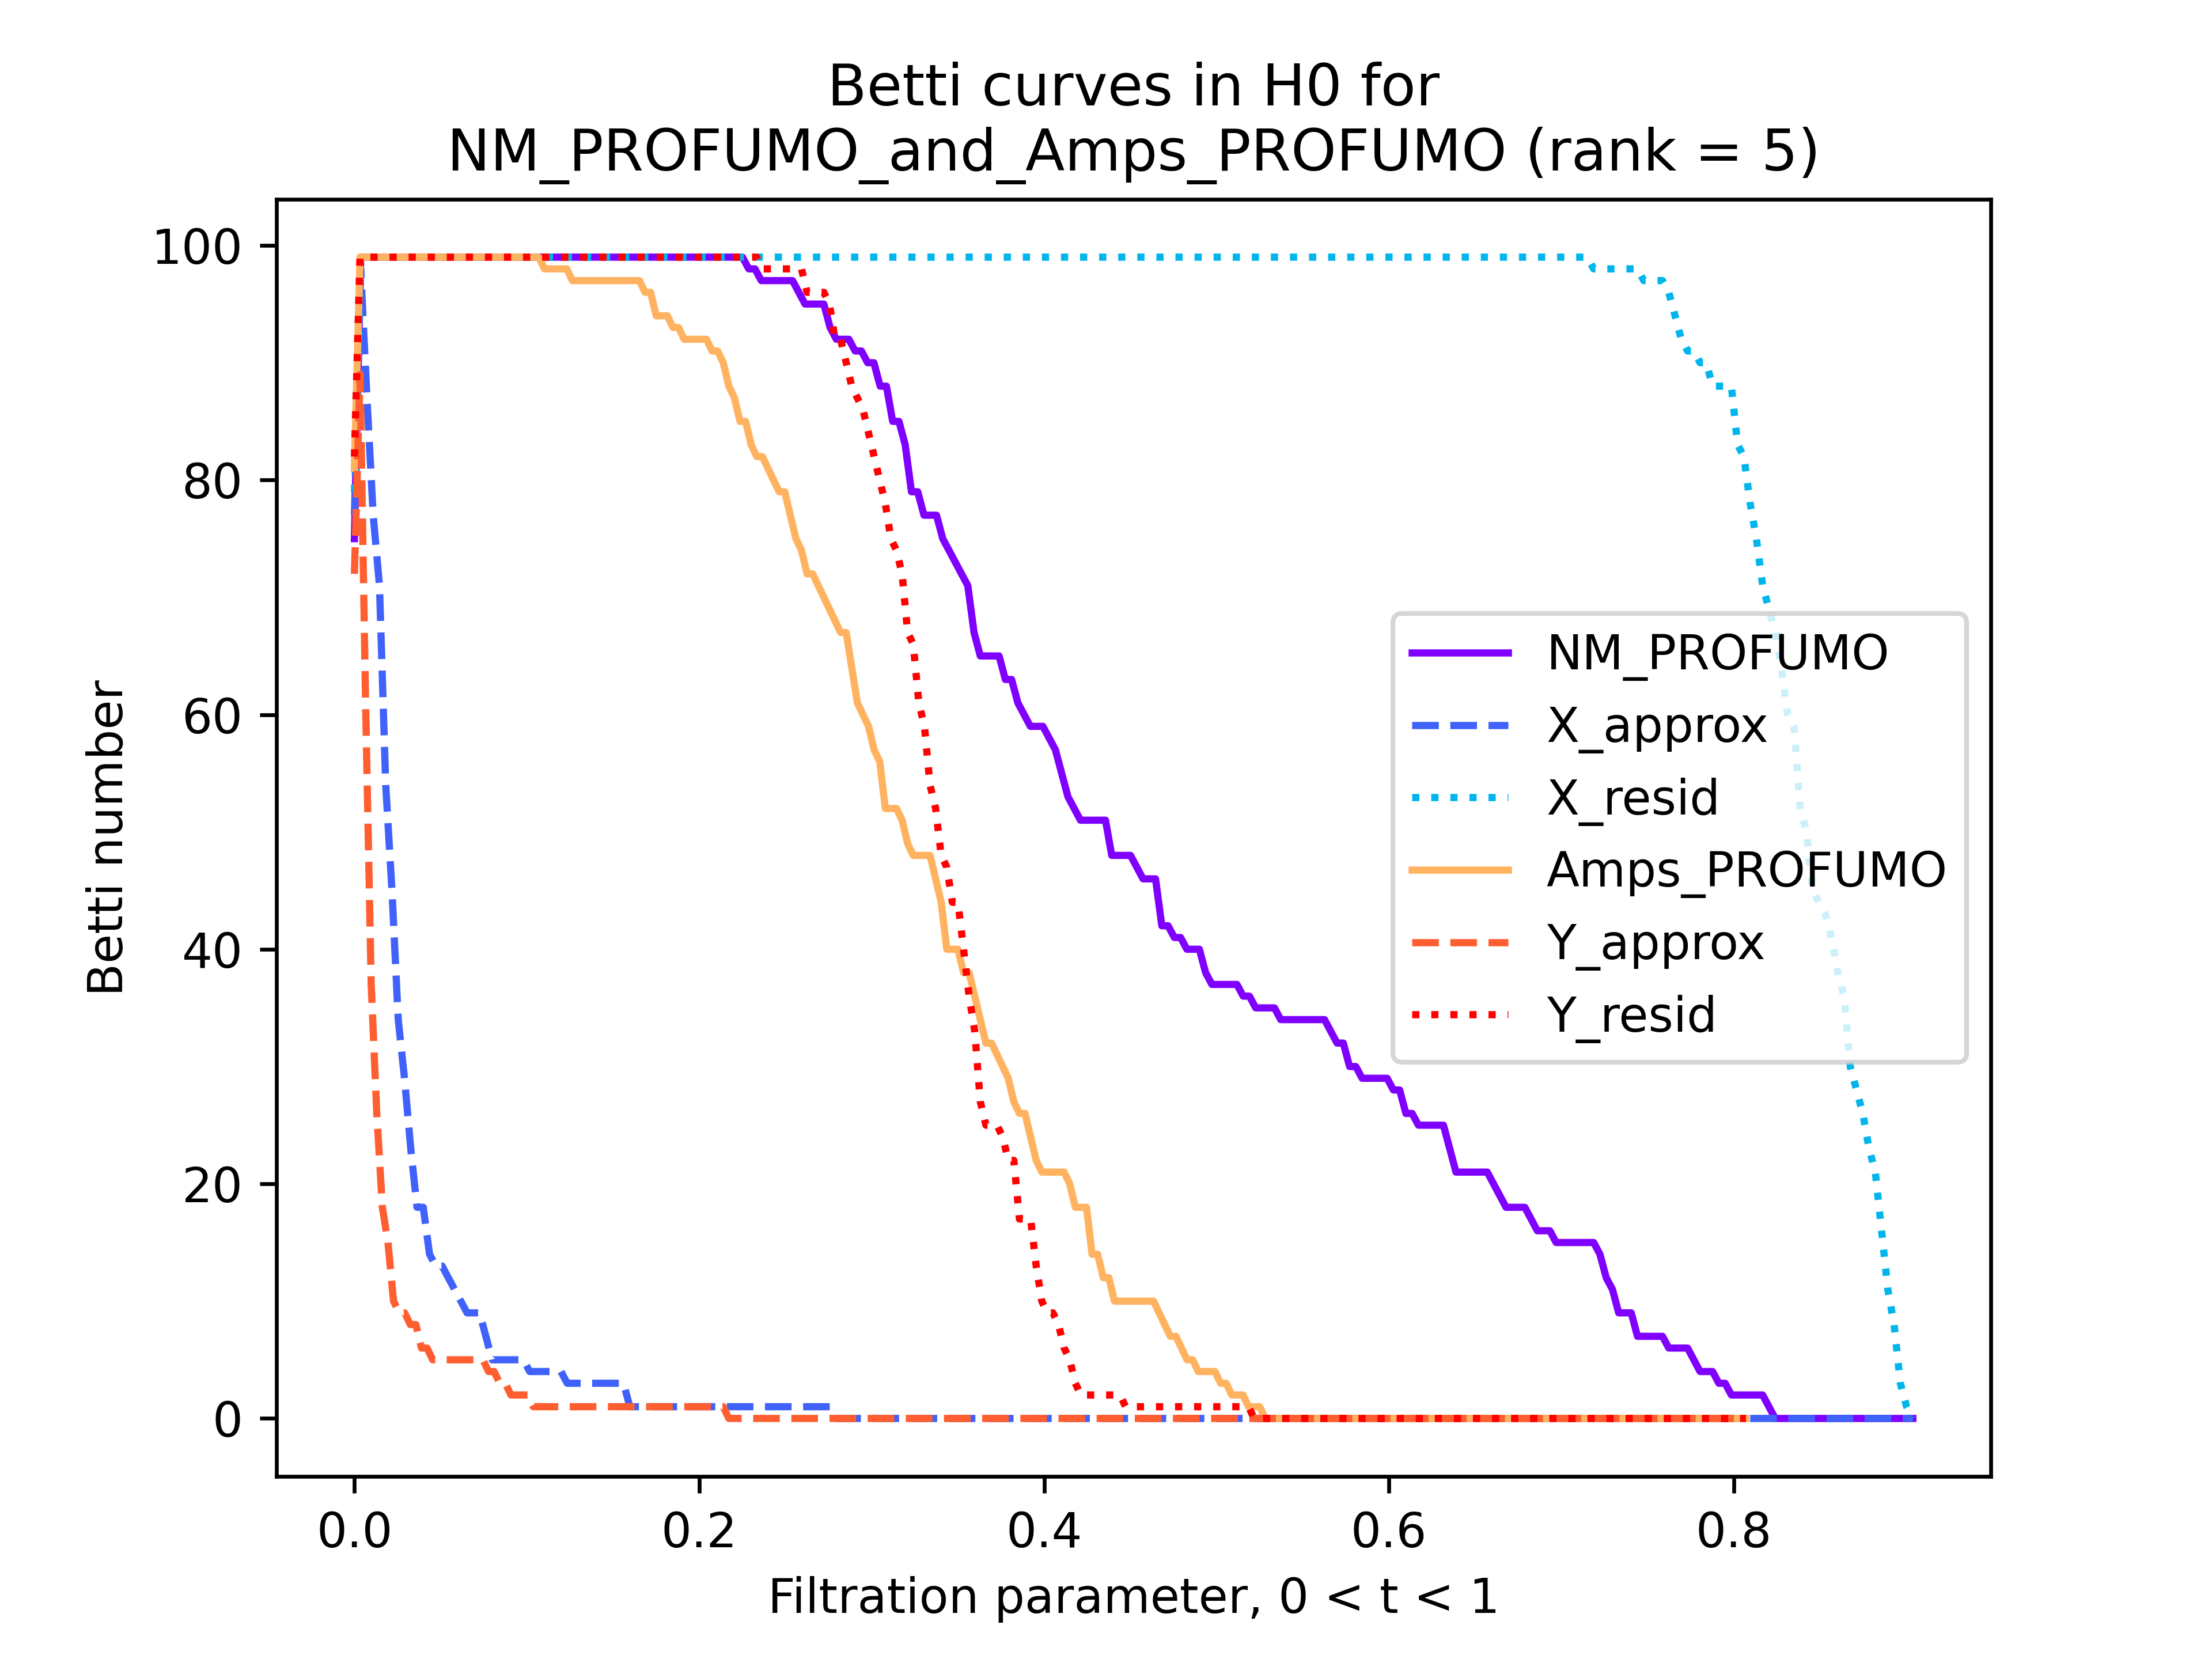 Betti curves in H0 for
NM_PROFUMO_and_Amps_PROFUMO (rank = 5)
100
80
60
40
20
0
Betti number
NM_PROFUMO
X_approx
X_resid
Amps_PROFUMO
Y_approx
Y_resid
0.0 0.2 0.4 0.6 0.8
Filtration parameter, 0 < t < 1